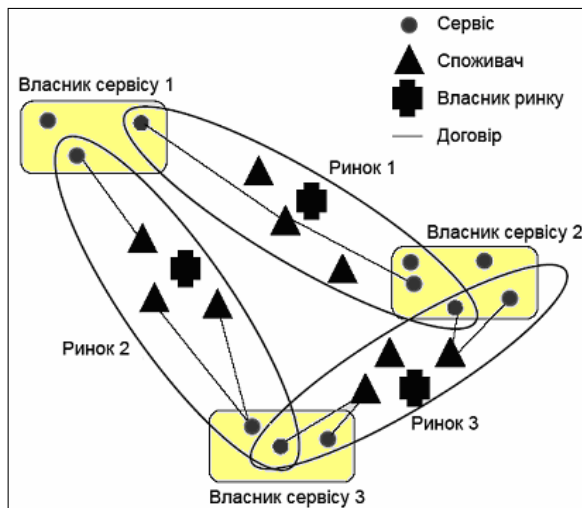 Сервіс
Споживач
Власник ринку
Договір
Власник сервісу 1
Ринок 1
Власник сервісу 2
Ринок 2
Ринок 3
Власник сервісу 3